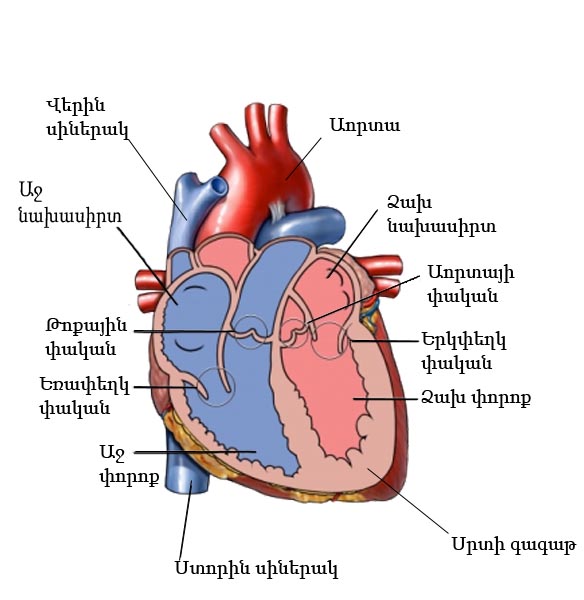 Վերին
սիներակ
Աորտա
Աջ
նախասիրտ
Ձախ
նախասիրտ
Աորտայի
փական
Թոքային
փական
Երկփեղկ
փական
Եռափեղկ
փական
Ձախ փորոք
Աջ
փորոք
Սրտի գագաթ
Ստորին սիներակ